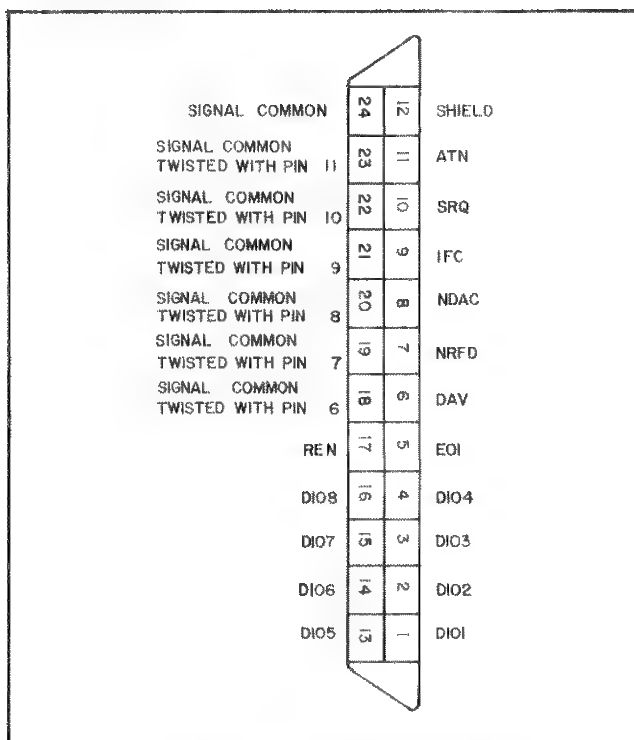 SIGNAL COMMON 24 12 SHIELD
SIGNAL COMMON
TWISTED WITH PIN 11 23 11 ATN
SIGNAL COMMON
TWISTED WITH PIN 10 22 10 SRQ
SIGNAL COMMON
TWISTED WITH PIN 9 21 9 IFC
SIGNAL COMMON
TWISTED WITH PIN 8 20 8 NDAC
SIGNAL COMMON
TWISTED WITH PIN 7 19 7 NRFD
SIGNAL COMMON
TWISTED WITH PIN 6 18 6 DAV
REN 17 5 EOI
DIO8 16 4 DIO4
DIO7 15 3 DIO3
DIO6 14 2 DIO2
DIO5 13 1 DIO1